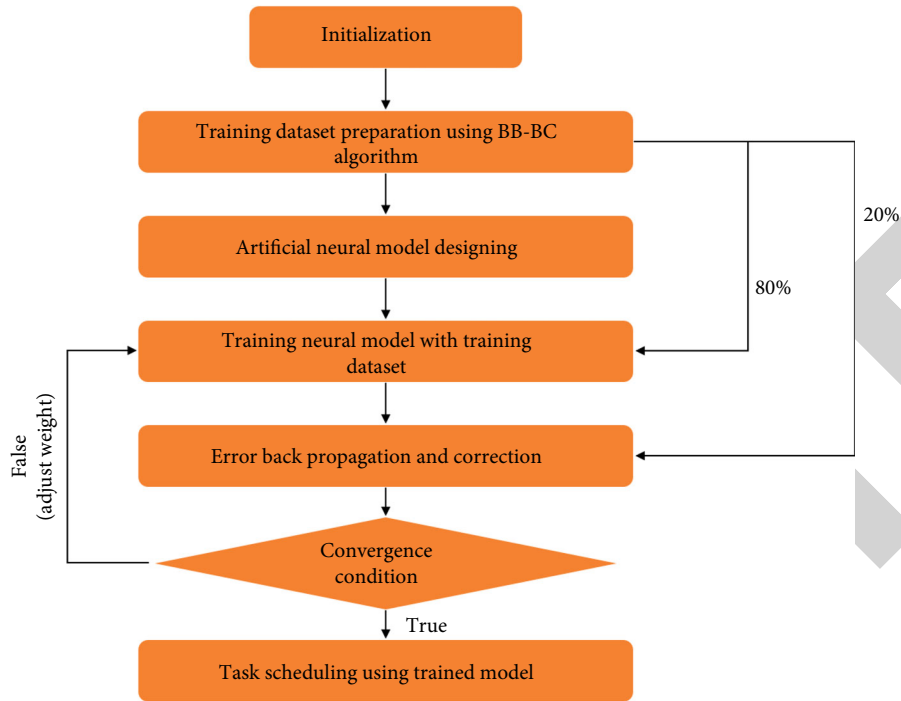 Initialization
Training dataset preparation using BB-BC
algorithm
20%
Artificial neural model designing
80%
Training neural model with training
dataset
False
(adjust weight)
Error back propagation and correction
Convergence
condition
True
Task scheduling using trained model